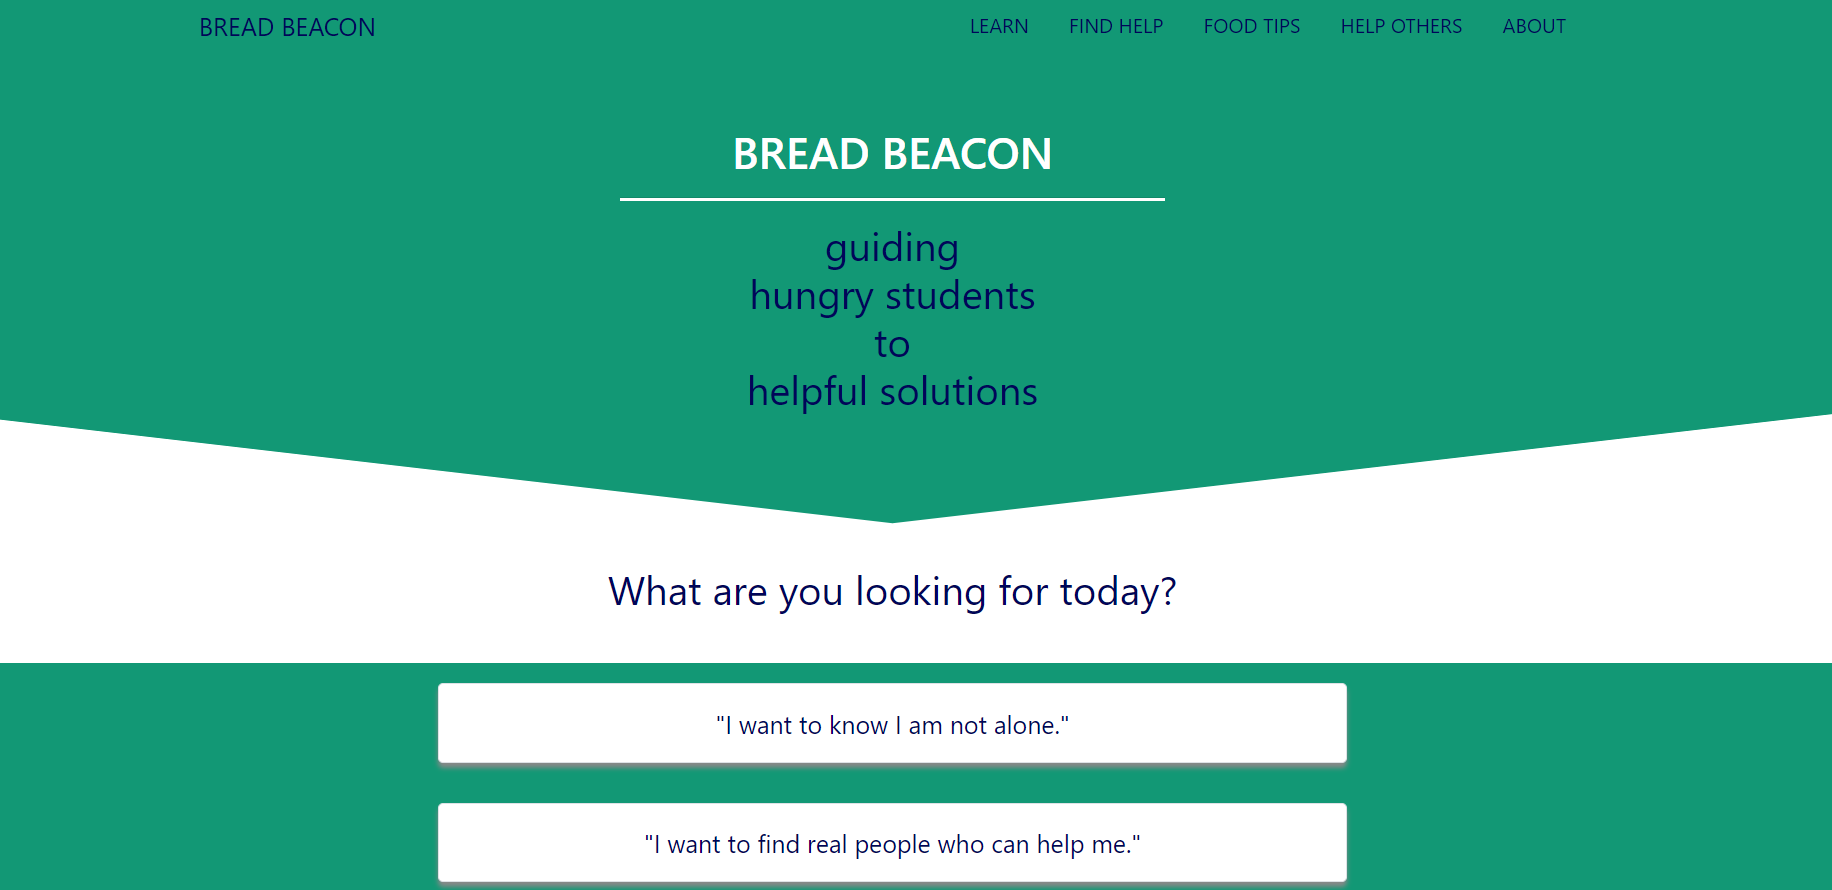 BREAD BEACON
LEARN FIND HELP FOOD TIPS HELP OTHERS ABOUT
BREAD BEACON
guiding
hungry students
to
helpful solutions
What are you looking for today?
"I want to know I am not alone."
"I want to find real people who can help me."